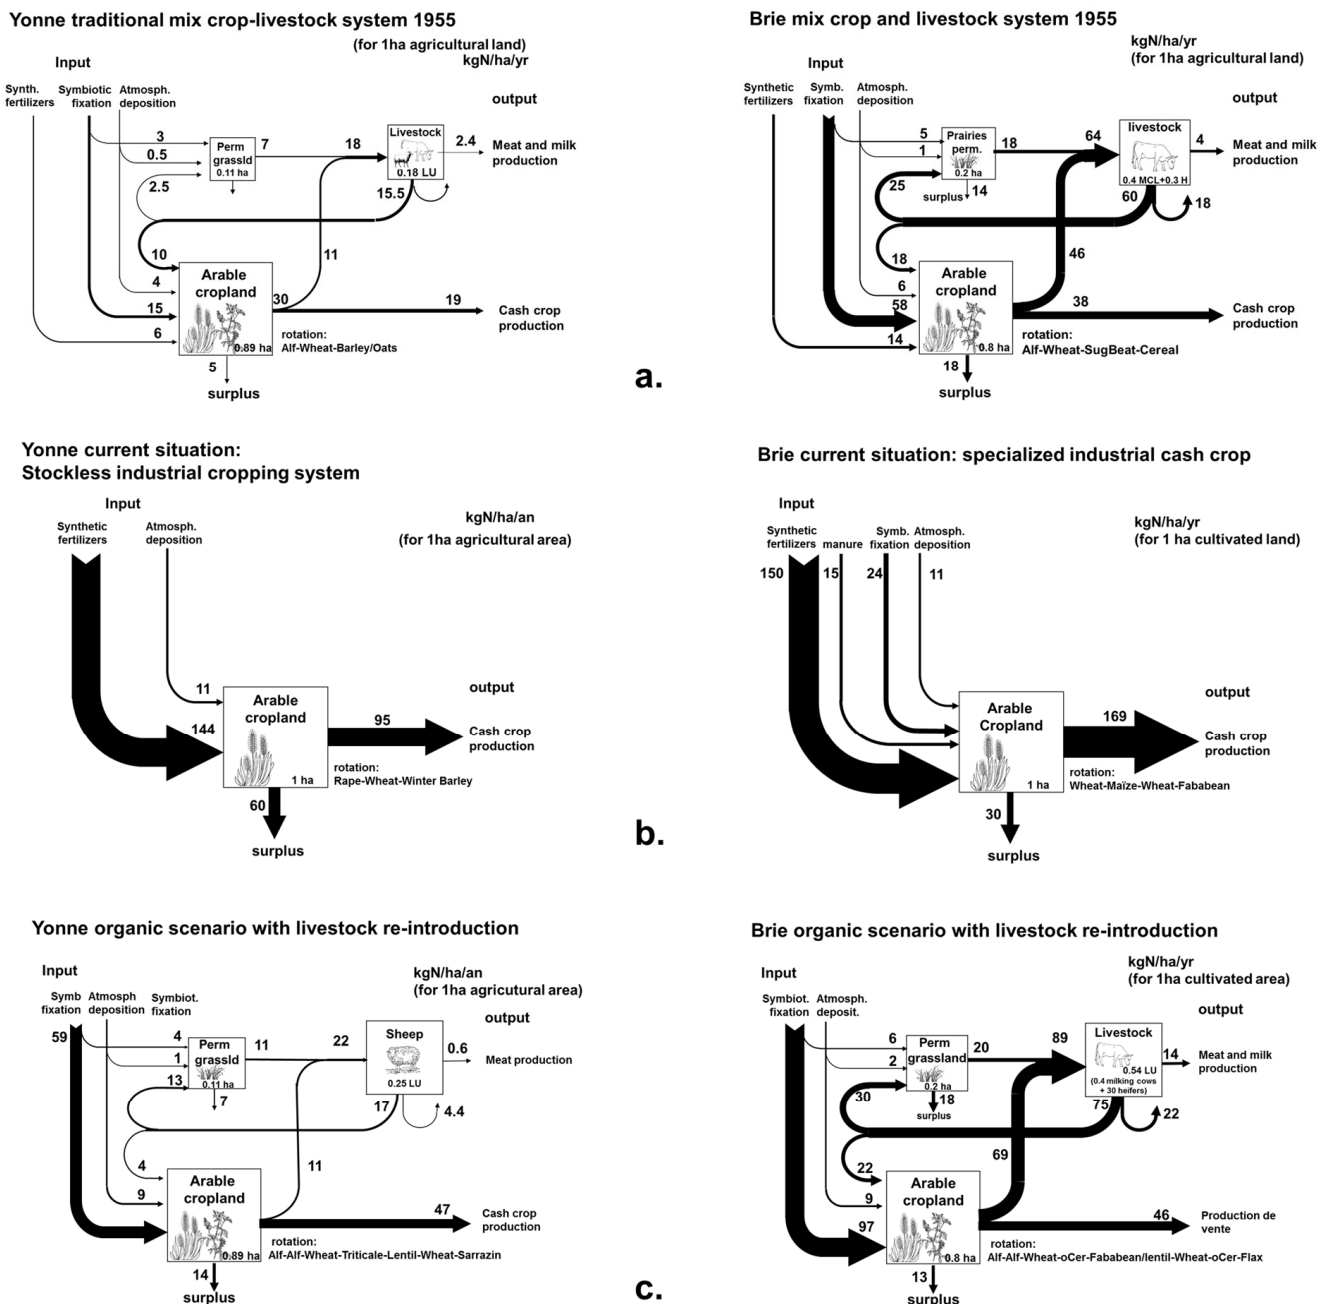 Yonne traditional mix crop-livestock system 1955
(for 1ha agricultural land)
kgN/ha/yr
Input
Synth. fertilizers
Symbiotic fixation
Atmosph. deposition
output
3
0.5
2.5
Perm grassld
0.11 ha
7
18
Livestock
0.18 LU
2.4
Meat and milk production
15.5
10
4
15
6
Arable cropland
0.89 ha
30
11
19
Cash crop production
rotation:
Alf-Wheat-Barley/Oats
5
surplus
Brie mix crop and livestock system 1955
kgN/ha/yr
(for 1ha agricultural land)
Input
Synthetic fertilizers
Symb. fixation
Atmosph. deposition
output
5
1
25
Prairies perm.
0.2 ha
18
surplus
14
64
livestock
0.4 MCL+0.3 H
4
Meat and milk production
60
18
18
6
58
14
Arable cropland
0.8 ha
46
38
Cash crop production
rotation:
Alf-Wheat-SugBeat-Cereal
18
surplus
a.
Yonne current situation:
Stockless industrial cropping system
Input
kgN/ha/an
(for 1ha agricultural area)
Synthetic fertilizers
Atmosph. deposition
11
144
Arable cropland
1 ha
output
95
Cash crop production
rotation:
Rape-Wheat-Winter Barley
60
surplus
Brie current situation: specialized industrial cash crop
Input
kgN/ha/yr
(for 1 ha cultivated land)
Synthetic fertilizers
manure
Symb. fixation
Atmosph. deposition
150
15
24
11
Arable Cropland
1 ha
output
169
Cash crop production
rotation:
Wheat-Maïze-Wheat-Fababean
30
surplus
b.
Yonne organic scenario with livestock re-introduction
Input
kgN/ha/an
(for 1ha agricutural area)
Symb fixation
Atmosph deposition
Symbiot. fixation
output
59
4
1
13
Perm grassld
0.11 ha
11
7
22
Sheep
0.25 LU
0.6
Meat production
17
4.4
4
9
Arable cropland
0.89 ha
11
47
Cash crop production
rotation:
Alf-Alf-Wheat-Triticale-Lentil-Wheat-Sarrazin
14
surplus
Brie organic scenario with livestock re-introduction
Input
kgN/ha/yr
(for 1ha cultivated area)
Symbiot. fixation
Atmosph. deposit.
output
6
2
30
Perm grassland
0.2 ha
20
18
surplus
89
Livestock
0.54 LU
(0.4 milking cows + 30 heifers)
14
Meat and milk production
75
22
22
9
97
Arable cropland
0.8 ha
69
46
Production de vente
rotation:
Alf-Alf-Wheat-oCer-Fababean/lentil-Wheat-oCer-Flax
13
surplus
c.